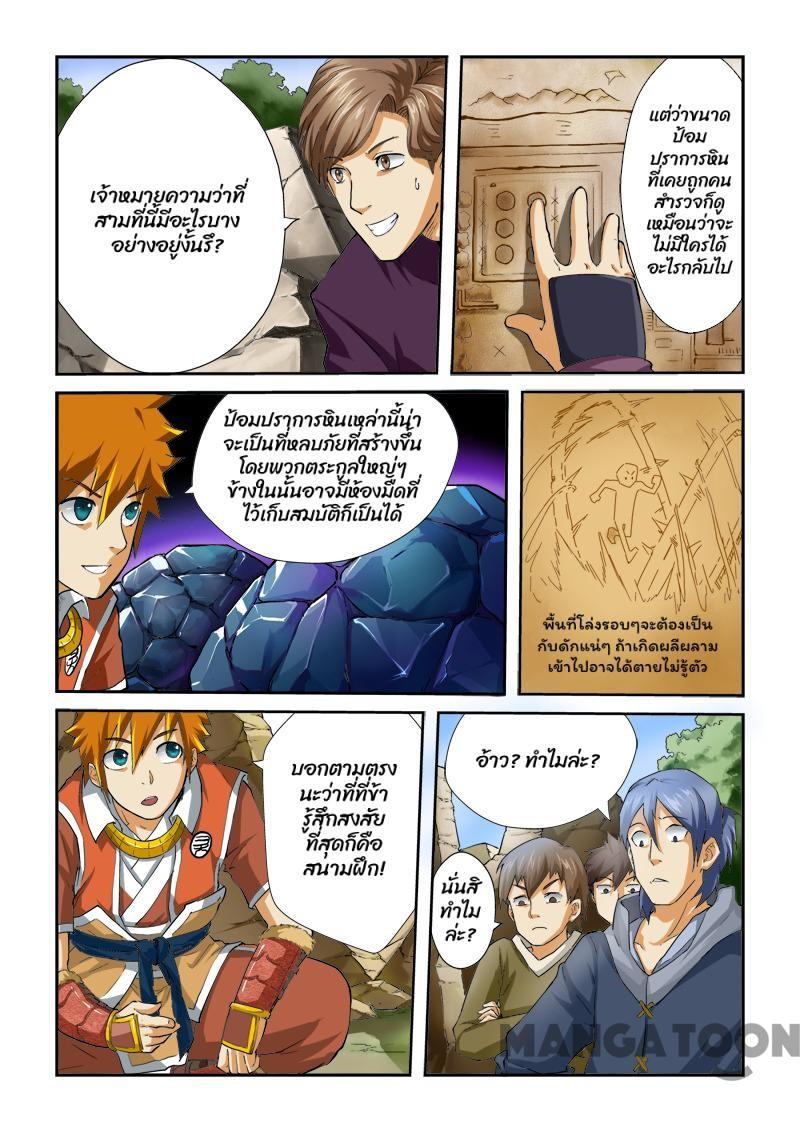 เจ้าหมายความว่าที่
สามที่นี้มีอะไรบาง
อย่างอยู่งั้นรึ?
แต่ว่าขนาด
ป้อม
ปราการหิน
ที่เคยถูกคน
สำรวจก็ดู
เหมือนว่าจะ
ไม่มีใครได้
อะไรกลับไป
ป้อมปราการหินเหล่านี้น่า
จะเป็นที่หลบภัยที่สร้างขึ้น
โดยพวกตระกูลใหญ่ๆ
ข้างในนั้นอาจมีห้องมืดที่
ไว้เก็บสมบัติก็เป็นได้
พื้นที่โล่งรอบๆจะต้องเป็น
กับดักแน่ๆ ถ้าเกิดผลีผลาม
เข้าไปอาจได้ตายไม่รู้ตัว
บอกตามตรง
นะว่าที่ที่ข้า
รู้สึกสงสัย
ที่สุดก็คือ
สนามฝึก!
อ้าว? ทำไมล่ะ?
นั่นสิ
ทำไม
ล่ะ?
MANGATOON